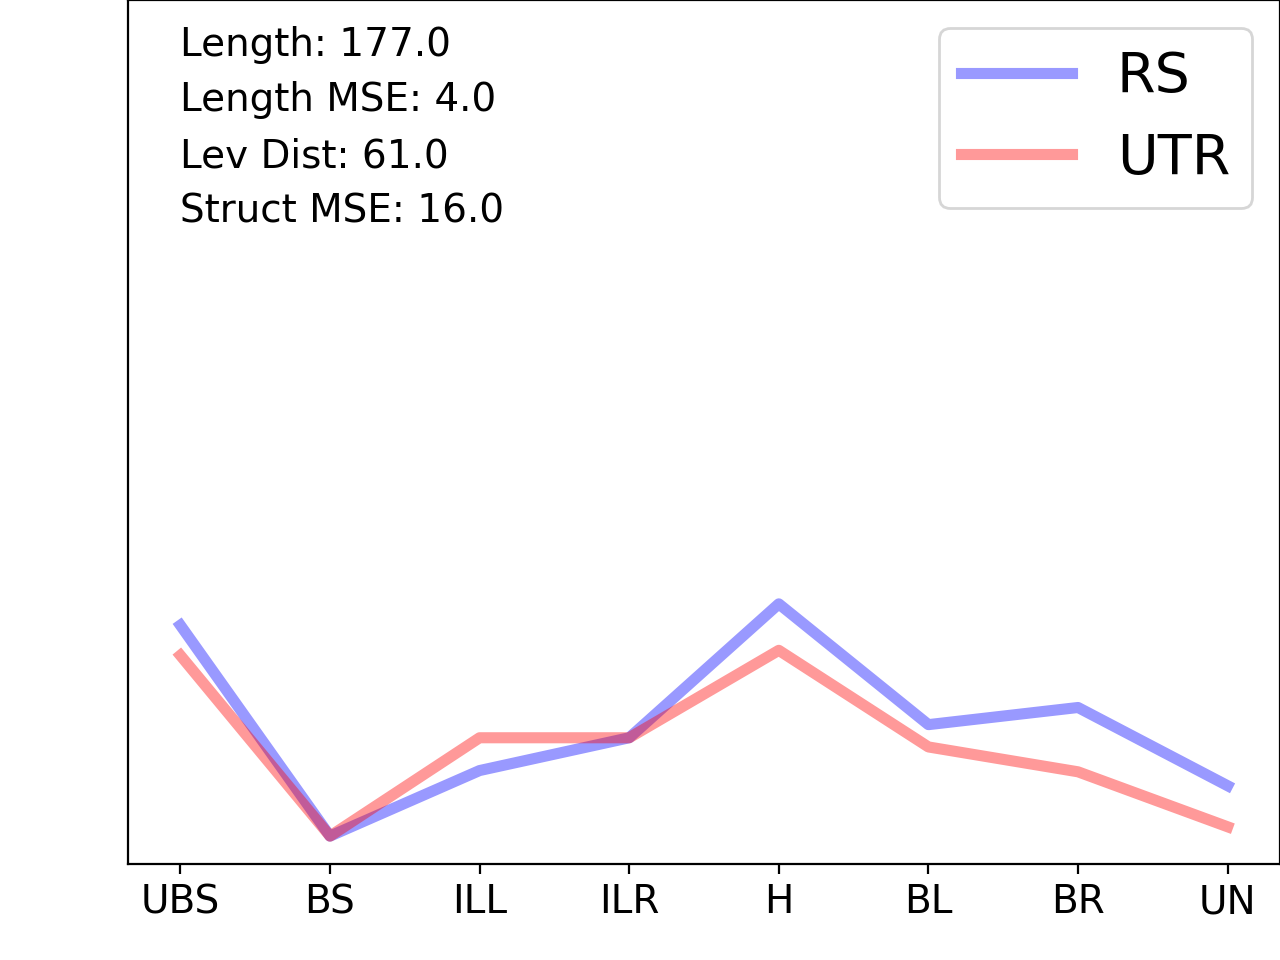 Length: 177.0
Length MSE: 4.0
Lev Dist: 61.0
Struct MSE: 16.0
RS
UTR
UBS BS ILL ILR H BL BR UN